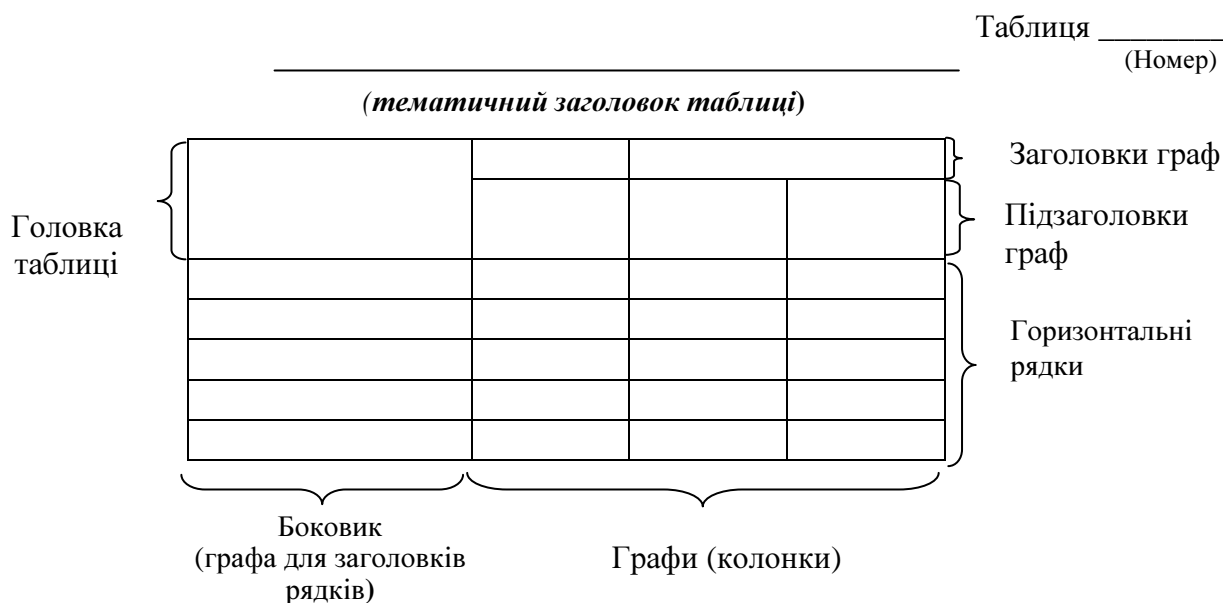 Таблиця ________
(Номер)
(тематичний заголовок таблиці)
Заголовки граф
Підзаголовки
граф
Головка
таблиці
Горизонтальні
рядки
Боковик
(графа для заголовків
рядків)
Графи (колонки)